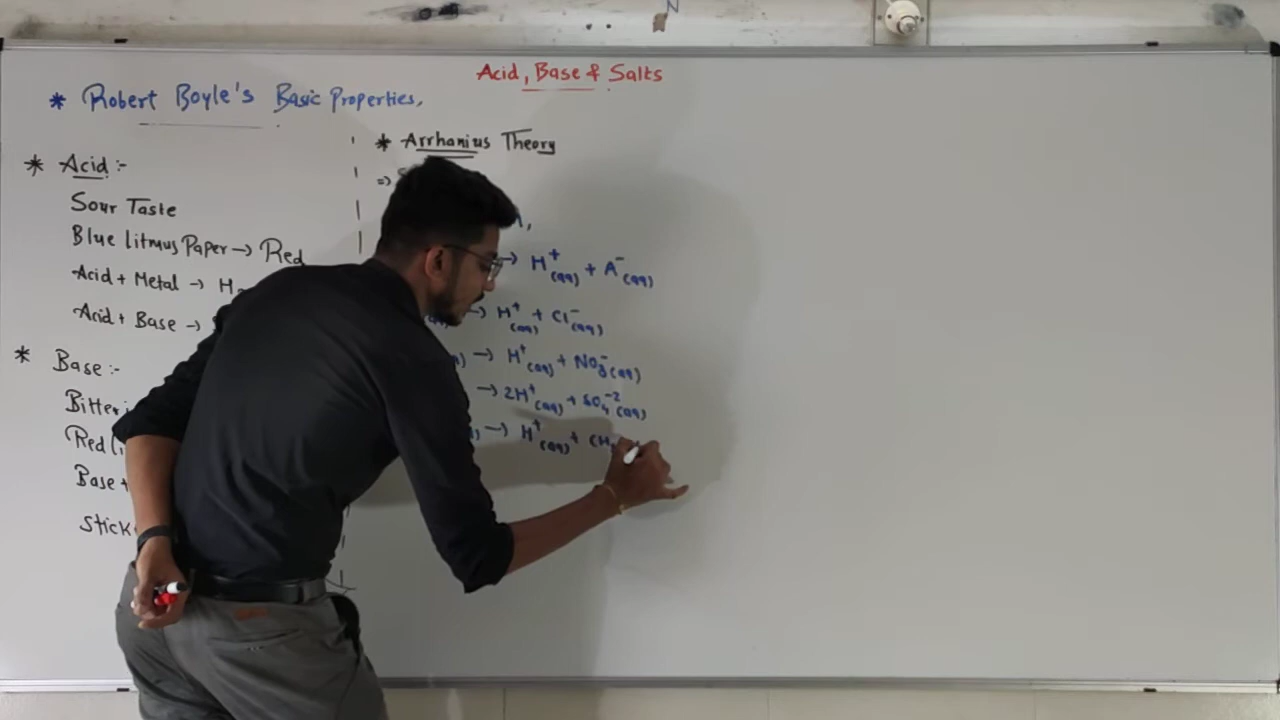 Acid, Base & Salts
* Robert Boyle's Basic Properties,
* Acid :-
Sour Taste
Blue litmus Paper → Red
Acid + Metal → H
Acid + Base →
* Base :-
Bitter
Red li
Base +
Stick
* Arrhanius Theory
⇒
→ H⁺(aq) + A⁻(aq)
→ H⁺(aq) + Cl⁻(aq)
→ H⁺(aq) + NO₃⁻(aq)
→ 2H⁺(aq) + SO₄⁻²(aq)
→ H⁺(aq) + CH